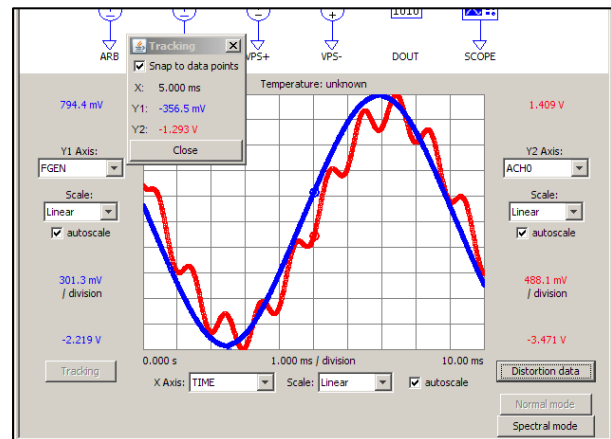 1010
ARB VPS+ VPS- DOUT SCOPE
Tracking
Snap to data points
X: 5.000 ms
Y1: -356.5 mV
Y2: -1.293 V
Close
Temperature: unknown
794.4 mV
Y1 Axis:
FGEN
Scale:
Linear
autoscale
301.3 mV
/ division
-2.219 V
Tracking
1.409 V
Y2 Axis:
ACH0
Scale:
Linear
autoscale
488.1 mV
/ division
-3.471 V
0.000 s 1.000 ms / division 10.00 ms
X Axis: TIME Scale: Linear autoscale
Distortion data
Normal mode
Spectral mode